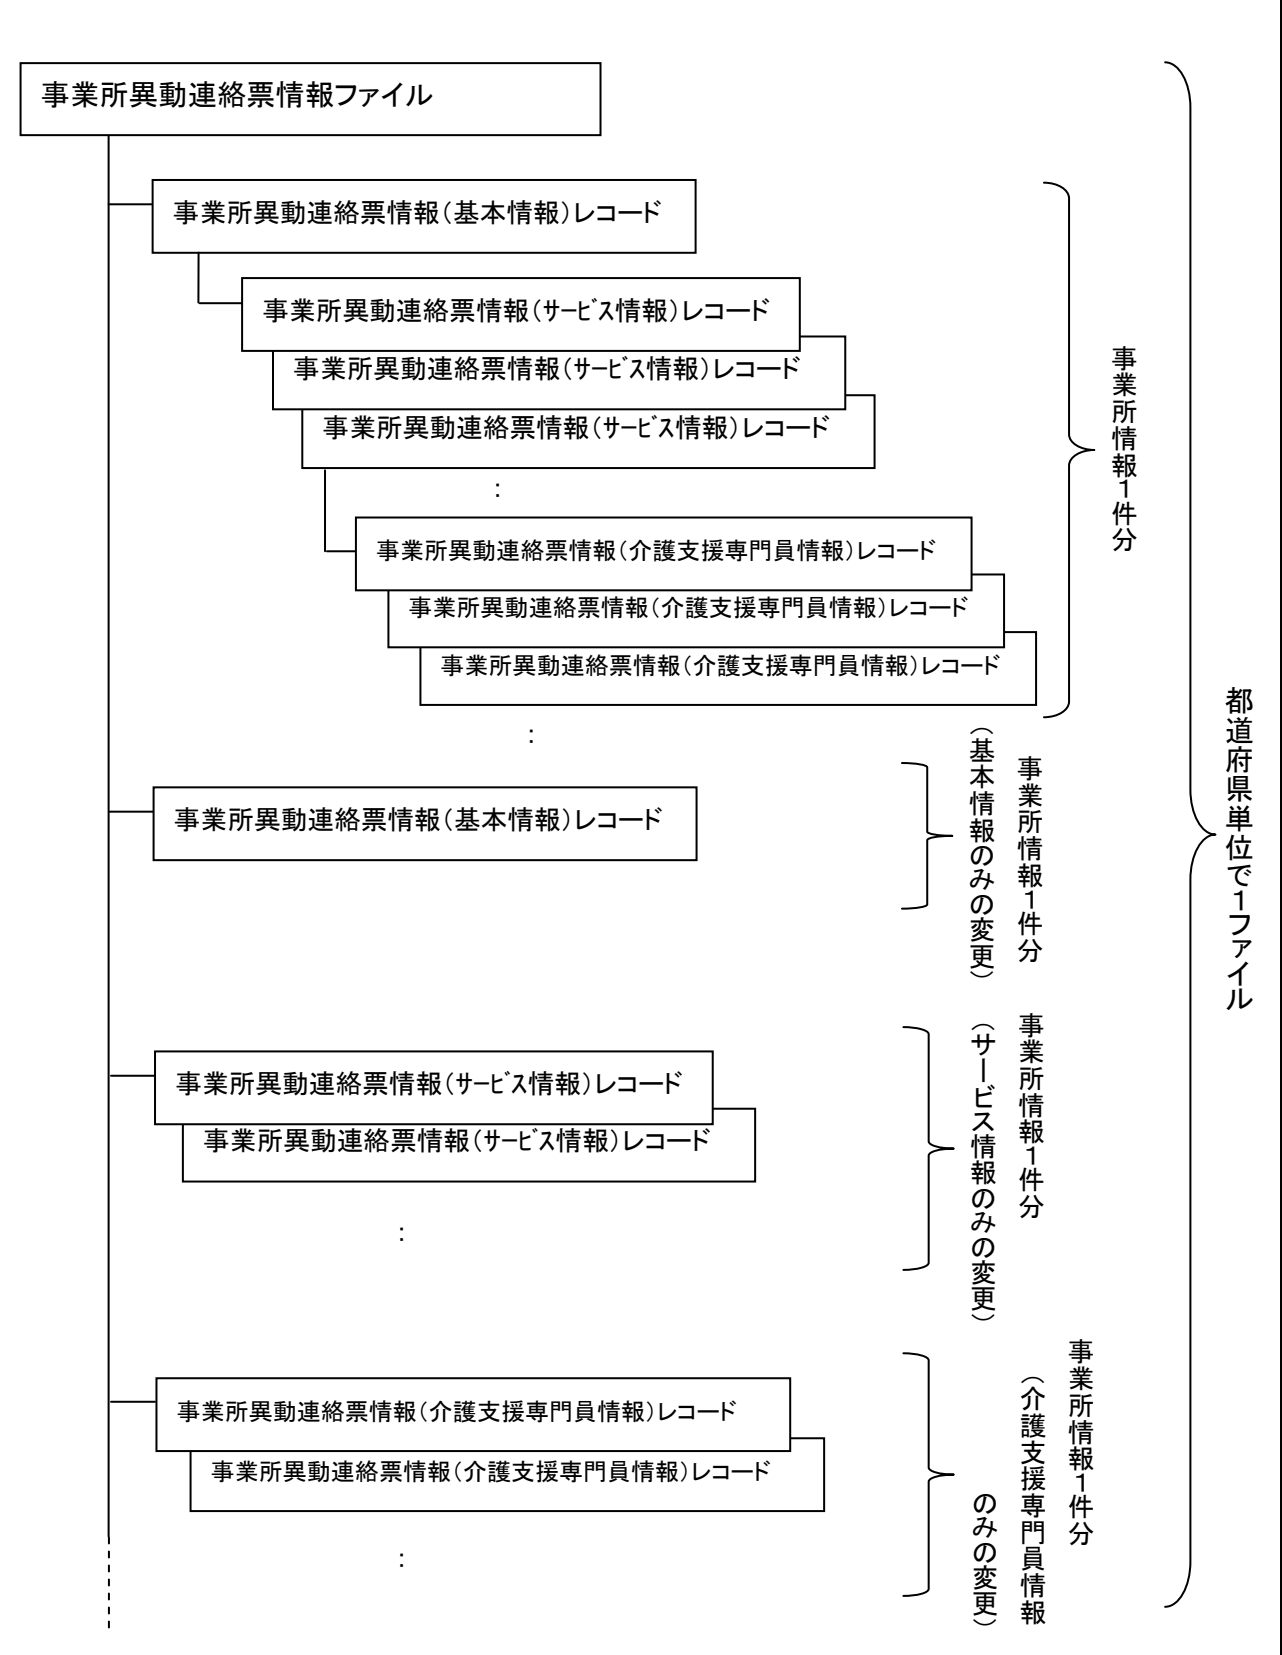 事業所異動連絡票情報ファイル
事業所異動連絡票情報（基本情報）レコード
事業所異動連絡票情報（ｻｰﾋﾞｽ情報）レコード
事業所異動連絡票情報（ｻｰﾋﾞｽ情報）レコード
事業所異動連絡票情報（ｻｰﾋﾞｽ情報）レコード
：
事業所異動連絡票情報（介護支援専門員情報）レコード
事業所異動連絡票情報（介護支援専門員情報）レコード
事業所異動連絡票情報（介護支援専門員情報）レコード
：
事業所情報１件分
事業所異動連絡票情報（基本情報）レコード
事業所情報１件分
（基本情報のみの変更）
事業所異動連絡票情報（ｻｰﾋﾞｽ情報）レコード
事業所異動連絡票情報（ｻｰﾋﾞｽ情報）レコード
：
事業所情報１件分
（サービス情報のみの変更）
事業所異動連絡票情報（介護支援専門員情報）レコード
事業所異動連絡票情報（介護支援専門員情報）レコード
：
事業所情報１件分
（介護支援専門員情報
のみの変更）
都道府県単位で１ファイル